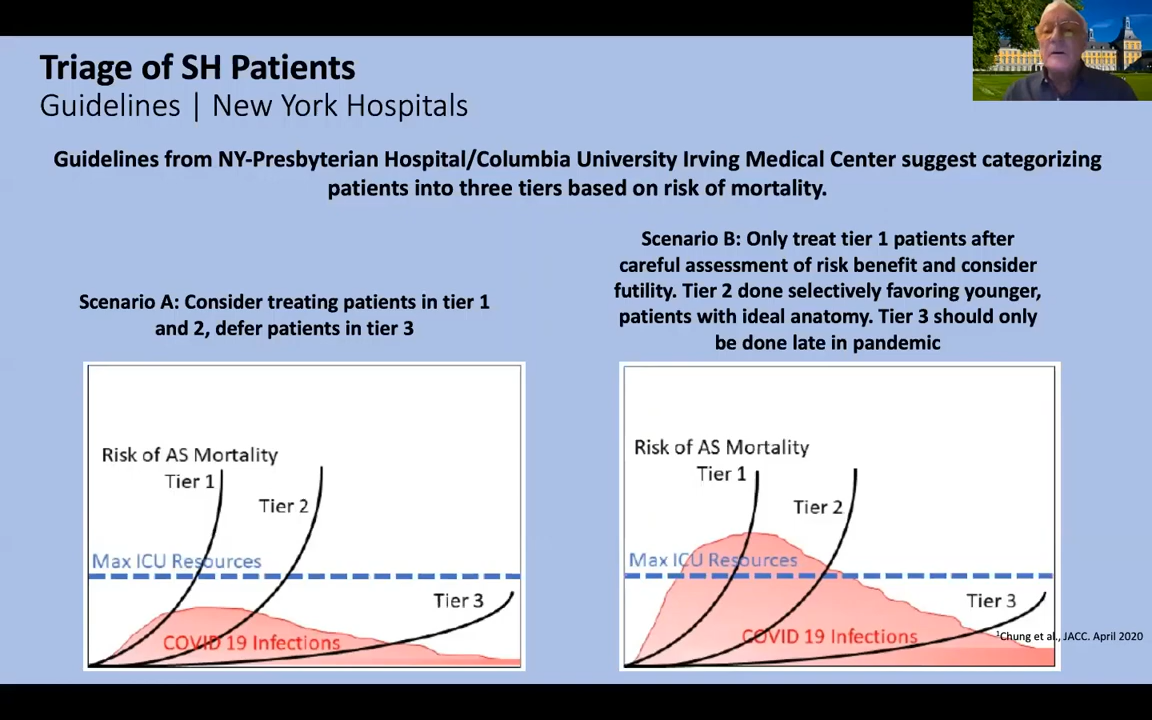 Triage of SH Patients
Guidelines | New York Hospitals
Guidelines from NY-Presbyterian Hospital/Columbia University Irving Medical Center suggest categorizing
patients into three tiers based on risk of mortality.
Scenario A: Consider treating patients in tier 1
and 2, defer patients in tier 3
Risk of AS Mortality
Tier 1
Tier 2
Max ICU Resources
Tier 3
COVID 19 Infections
Scenario B: Only treat tier 1 patients after
careful assessment of risk benefit and consider
futility. Tier 2 done selectively favoring younger,
patients with ideal anatomy. Tier 3 should only
be done late in pandemic
Risk of AS Mortality
Tier 1
Tier 2
Max ICU Resources
Tier 3
COVID 19 Infections
¹Chung et al., JACC. April 2020